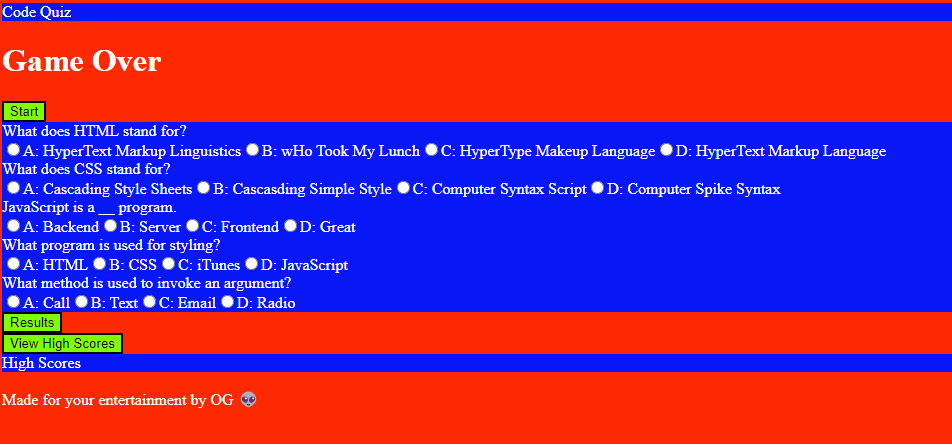 Code Quiz
Game Over
Start
What does HTML stand for?
A: HyperText Markup Linguistics B: wHo Took My Lunch C: HyperType Makeup Language D: HyperText Markup Language
What does CSS stand for?
A: Cascading Style Sheets B: Cascasding Simple Style C: Computer Syntax Script D: Computer Spike Syntax
JavaScript is a __ program.
A: Backend B: Server C: Frontend D: Great
What program is used for styling?
A: HTML B: CSS C: iTunes D: JavaScript
What method is used to invoke an argument?
A: Call B: Text C: Email D: Radio
Results
View High Scores
High Scores
Made for your entertainment by OG 👽